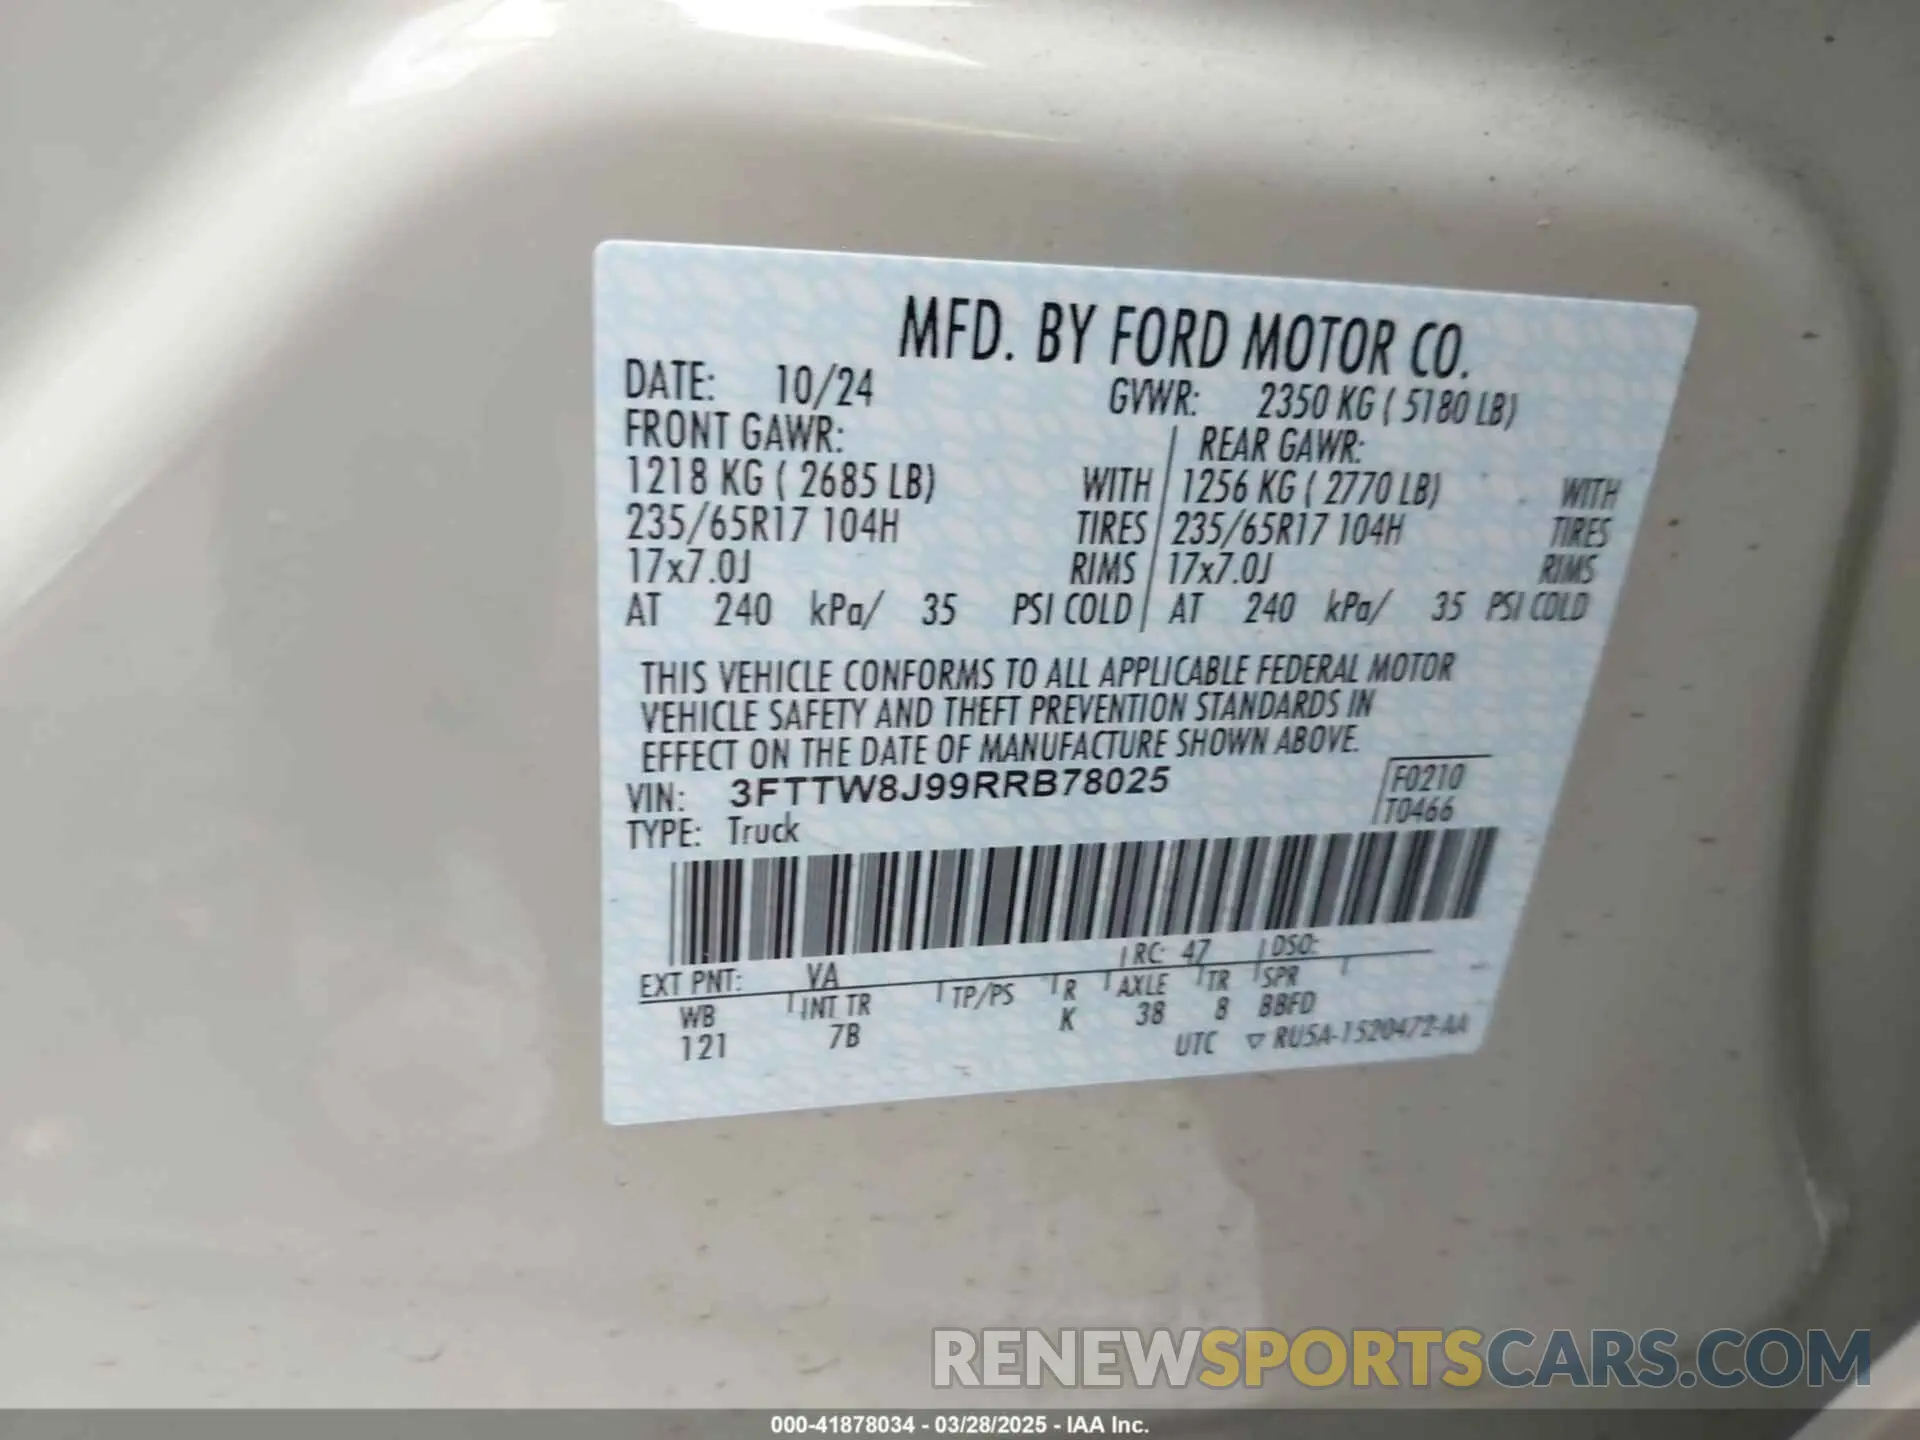 MFD. BY FORD MOTOR CO.
DATE: 10/24 GVWR: 2350 KG ( 5180 LB)
FRONT GAWR: REAR GAWR:
1218 KG ( 2685 LB) WITH 1256 KG ( 2770 LB) WITH
235/65R17 104H TIRES 235/65R17 104H TIRES
17x7.0J RIMS 17x7.0J RIMS
AT 240 kPa/ 35 PSI COLD AT 240 kPa/ 35 PSI COLD
THIS VEHICLE CONFORMS TO ALL APPLICABLE FEDERAL MOTOR
VEHICLE SAFETY AND THEFT PREVENTION STANDARDS IN
EFFECT ON THE DATE OF MANUFACTURE SHOWN ABOVE.
VIN: 3FTTW8J99RRB78025 F0210
TYPE: Truck T0466
EXT PNT: VA RC: 47 DSO:
WB INT TR TP/PS R AXLE TR SPR
121 7B K 38 8 BBFD
UTC ▽ RU5A-1520472-AA
RENEWSPORTSCARS.COM
000-41878034 - 03/28/2025 - IAA Inc.